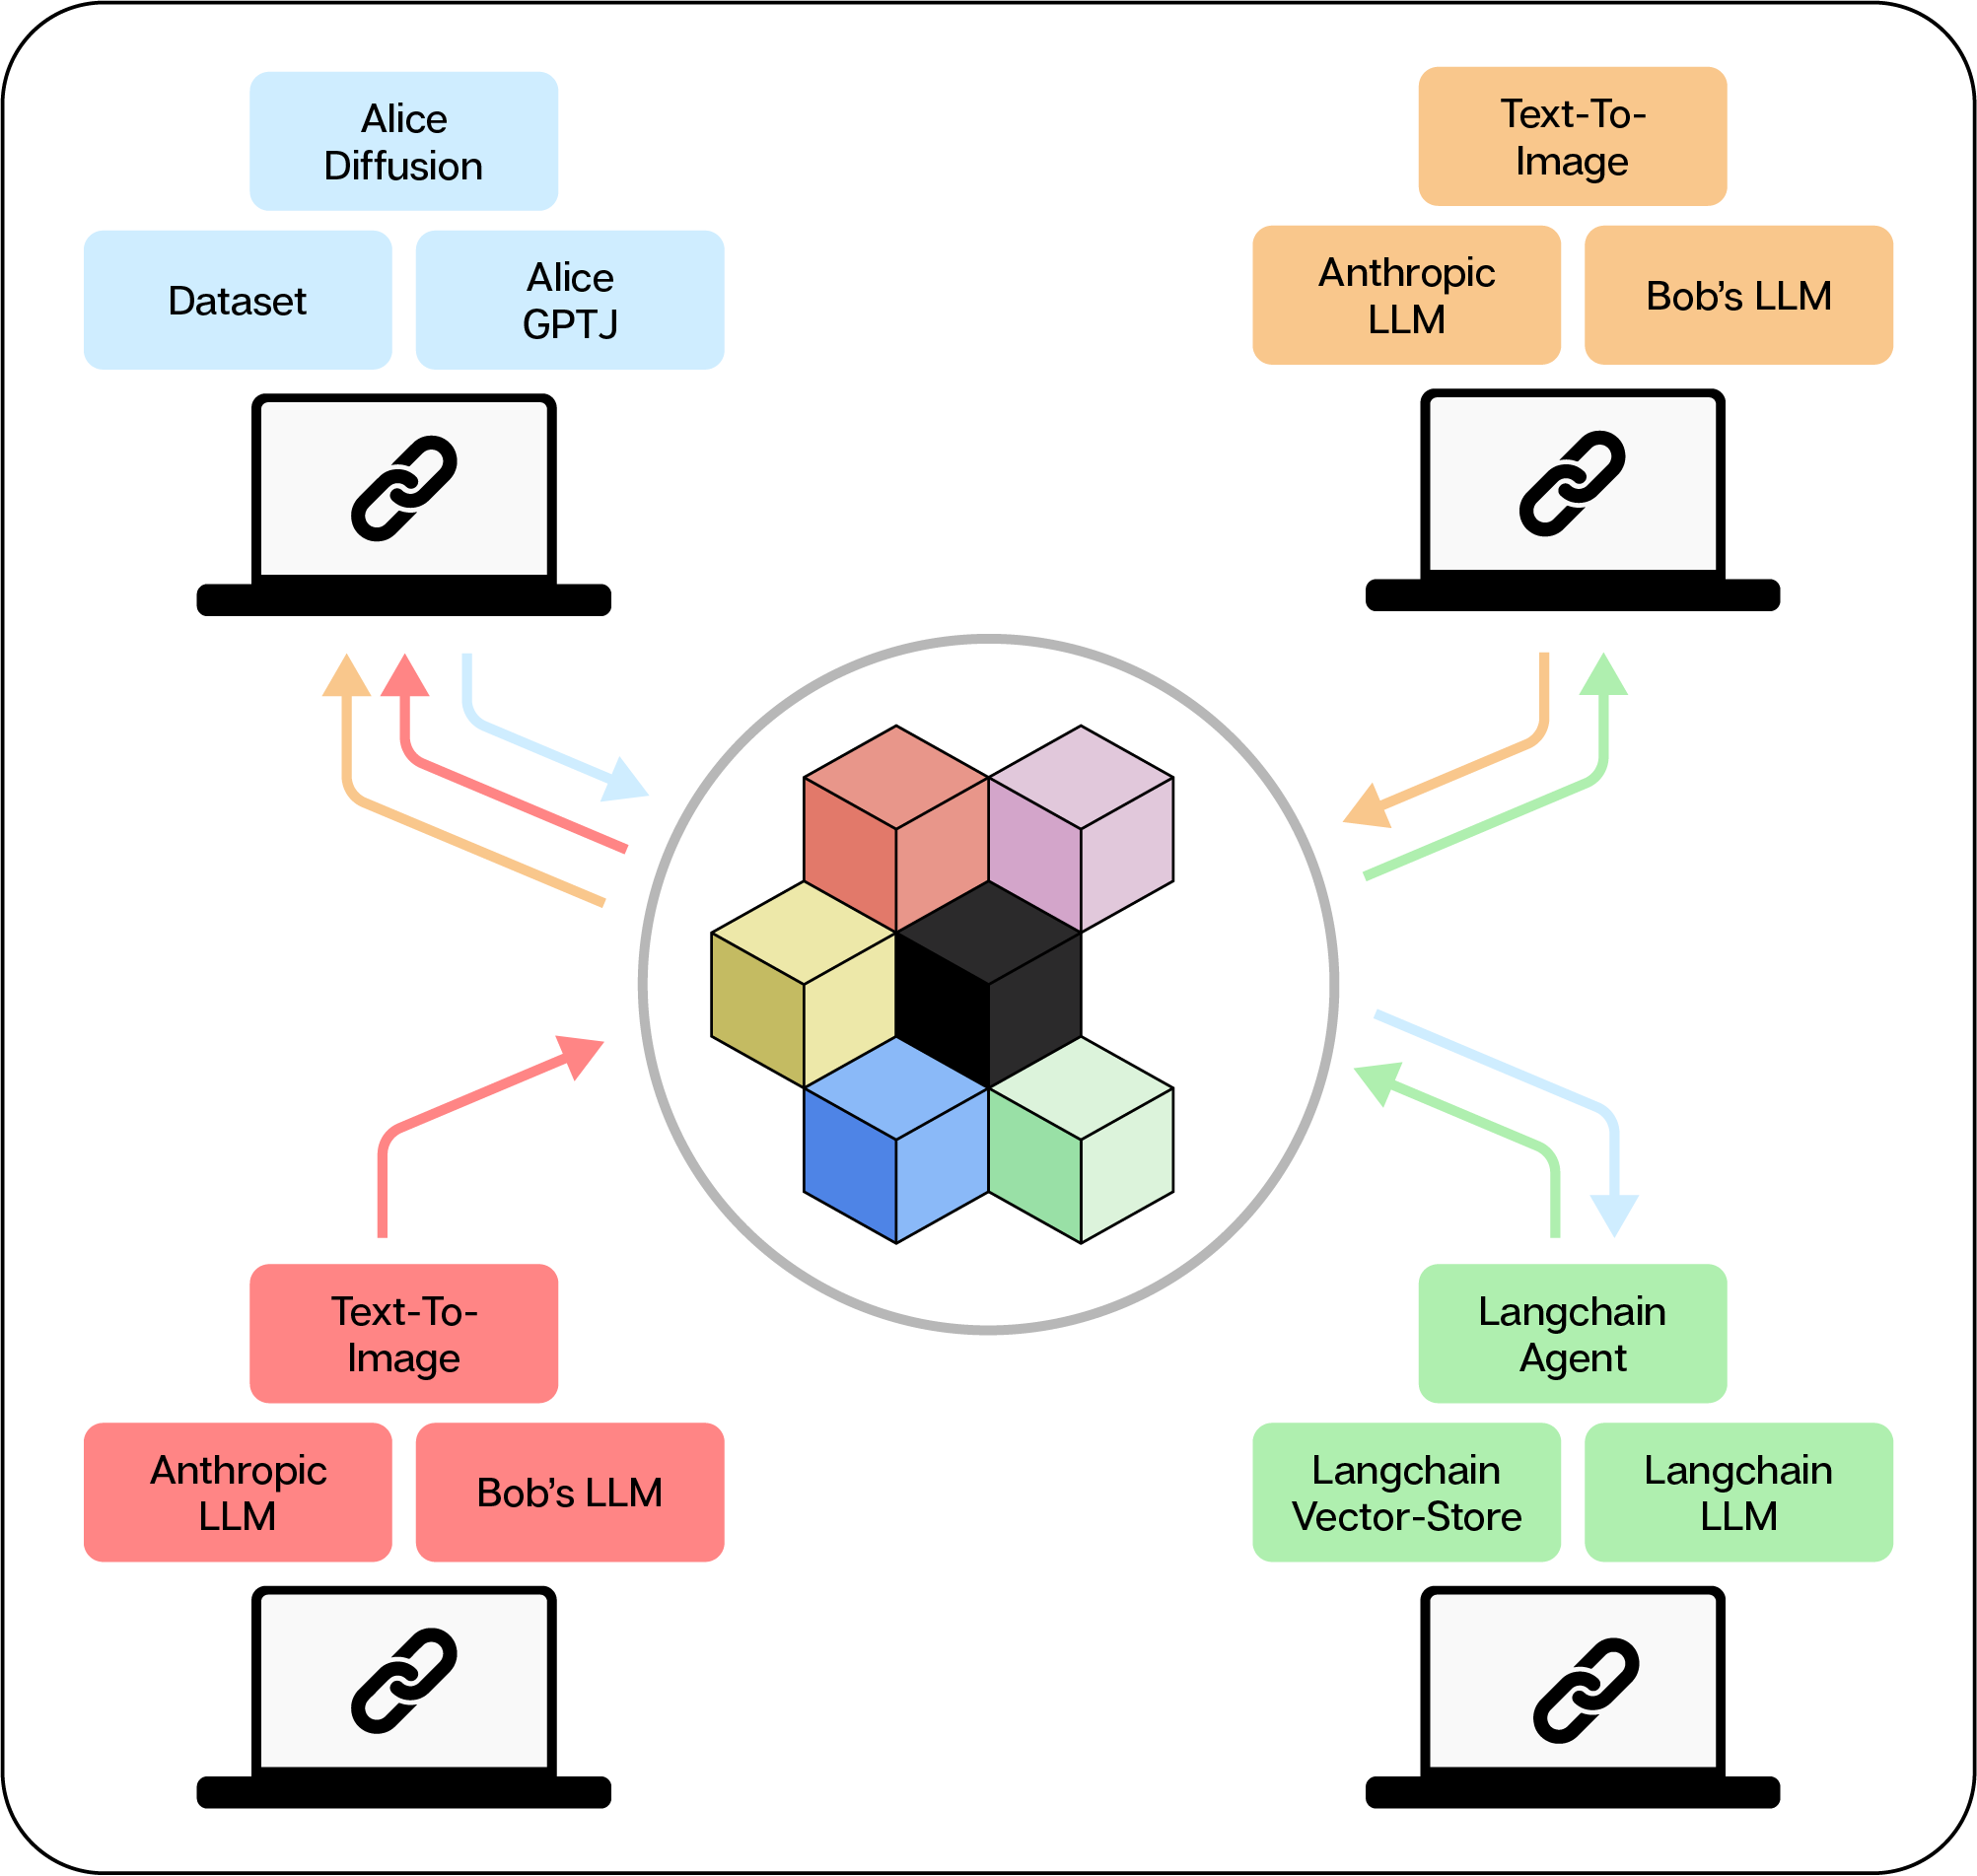 Alice
Diffusion
Dataset
Alice
GPTJ
Text-To-
Image
Anthropic
LLM
Bob’s LLM
Text-To-
Image
Anthropic
LLM
Bob’s LLM
Langchain
Agent
Langchain
Vector-Store
Langchain
LLM